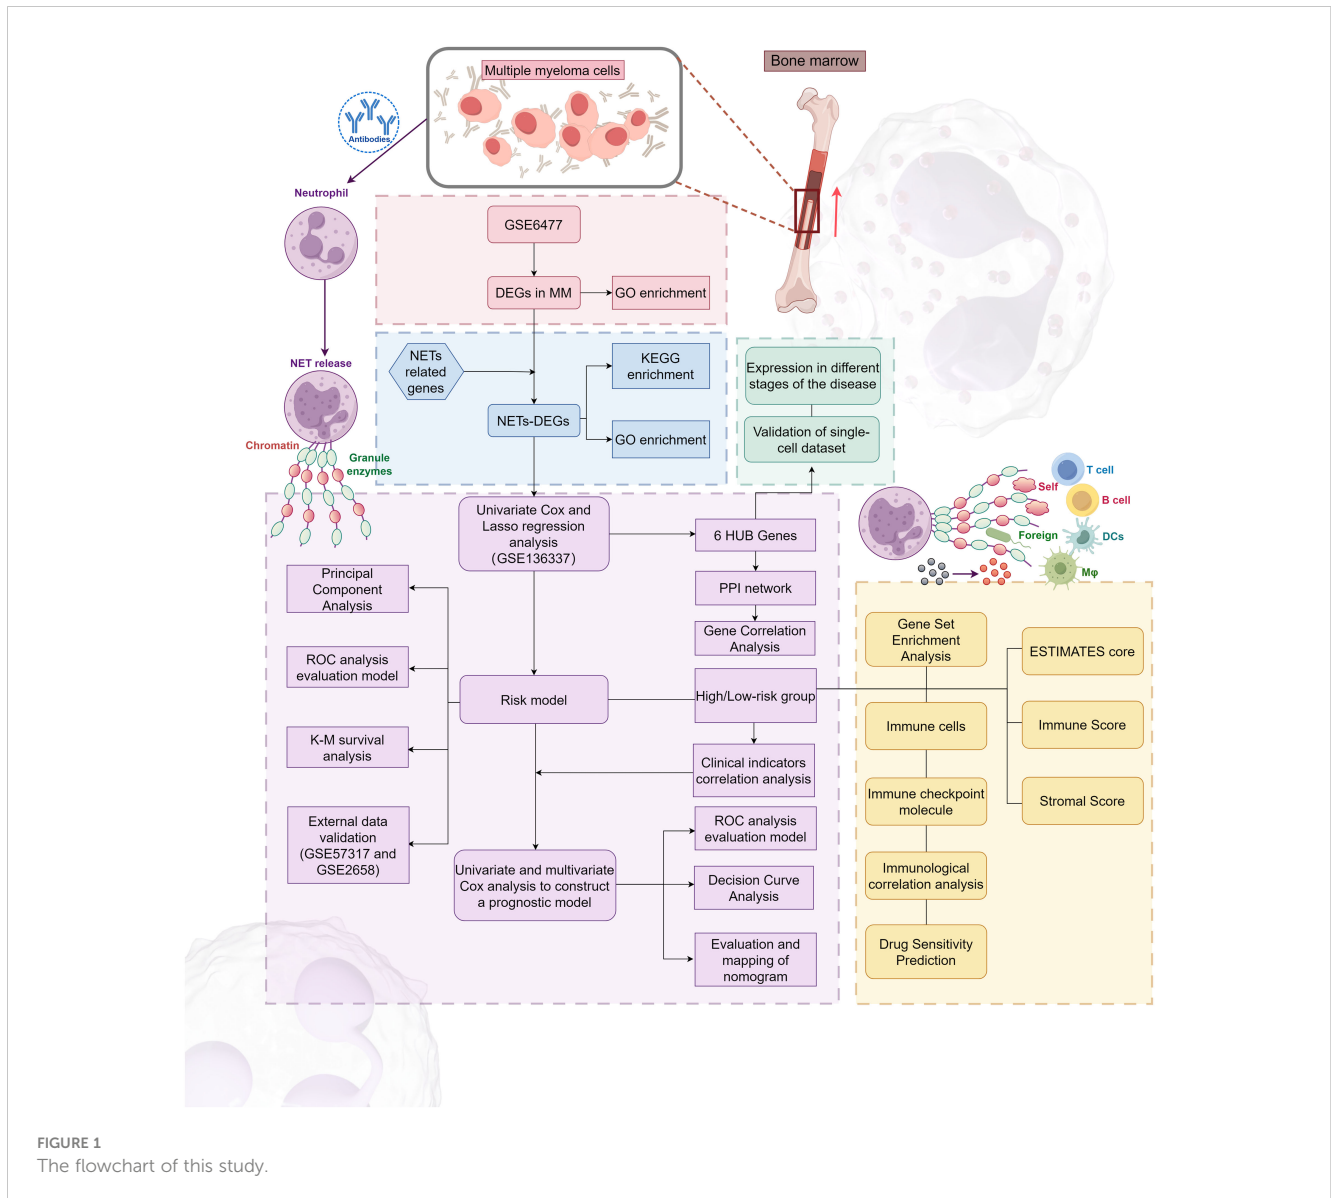 Multiple myeloma cells
Bone marrow
Antibodies
Neutrophil
NET release
Chromatin
Granule
enzymes
GSE6477
DEGs in MM
GO enrichment
NETs
related
genes
KEGG
enrichment
NETs-DEGs
GO enrichment
Expression in different
stages of the disease
Validation of single-
cell dataset
T cell
Self
B cell
Foreign
DCs
Mφ
Univariate Cox and
Lasso regression
analysis
(GSE136337)
6 HUB Genes
PPI network
Gene Correlation
Analysis
Principal
Component
Analysis
ROC analysis
evaluation model
K-M survival
analysis
External data
validation
(GSE57317 and
GSE2658)
Risk model
High/Low-risk group
Clinical indicators
correlation analysis
Univariate and multivariate
Cox analysis to construct
a prognostic model
ROC analysis
evaluation model
Decision Curve
Analysis
Evaluation and
mapping of
nomogram
Gene Set
Enrichment
Analysis
Immune cells
Immune checkpoint
molecule
Immunological
correlation analysis
Drug Sensitivity
Prediction
ESTIMATES core
Immune Score
Stromal Score
FIGURE 1
The flowchart of this study.